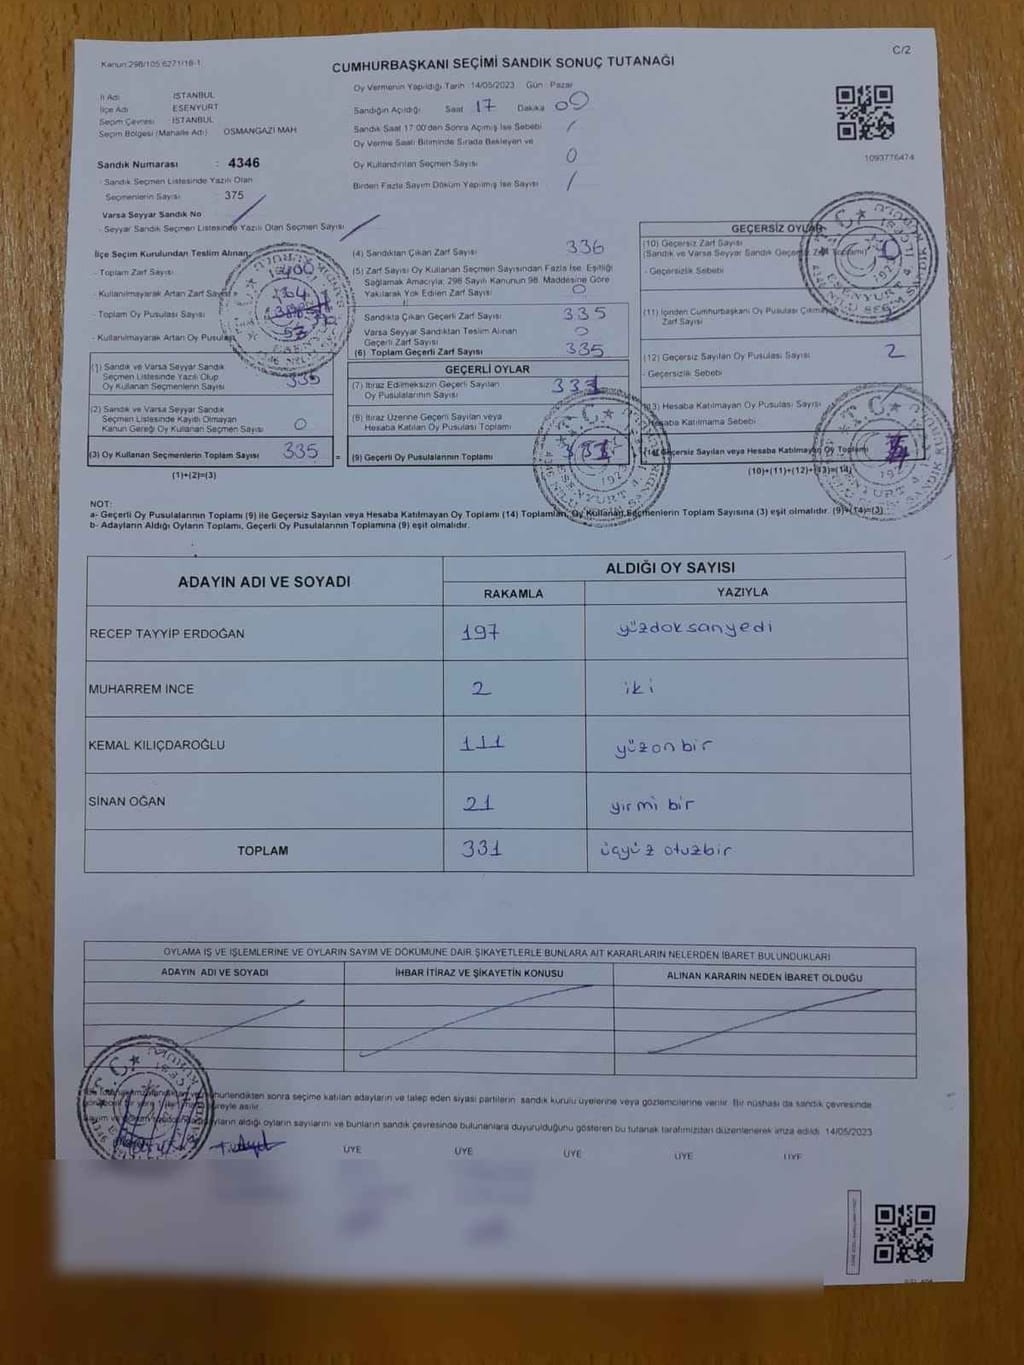 Kanun:298/105 6271/18-1
C/2
CUMHURBAŞKANI SEÇİMİ SANDIK SONUÇ TUTANAĞI
İl Adı İSTANBUL
İlçe Adı ESENYURT
Seçim Çevresi İSTANBUL
Seçim Bölgesi (Mahalle Adı) OSMANGAZİ MAH
Sandık Numarası : 4346
- Sandık Seçmen Listesinde Yazılı Olan
Seçmenlerin Sayısı : 375
Varsa Seyyar Sandık No
- Seyyar Sandık Seçmen Listesinde Yazılı Olan Seçmen Sayısı
Oy Vermenin Yapıldığı Tarih :14/05/2023 Gün : Pazar
Sandığın Açıldığı Saat 17 Dakika 00
Sandık Saat 17:00'den Sonra Açılmış İse Sebebi /
Oy Verme Saati Bitiminde Sırada Bekleyen ve
Oy Kullandırılan Seçmen Sayısı 0
Birden Fazla Sayım Döküm Yapılmış İse Sayısı /
1093776474
İlçe Seçim Kurulundan Teslim Alınan;
- Toplam Zarf Sayısı 400
- Kullanılmayarak Artan Zarf Sayısı 64
- Toplam Oy Pusulası Sayısı
- Kullanılmayarak Artan Oy Pusulası
(1) Sandık ve Varsa Seyyar Sandık
Seçmen Listesinde Yazılı Olup
Oy Kullanan Seçmenlerin Sayısı 335
(2) Sandık ve Varsa Seyyar Sandık
Seçmen Listesinde Kayıtlı Olmayan
Kanun Gereği Oy Kullanan Seçmen Sayısı 0
(3) Oy Kullanan Seçmenlerin Toplam Sayısı 335 =
(1)+(2)=(3)
(4) Sandıktan Çıkan Zarf Sayısı 336
(5) Zarf Sayısı Oy Kullanan Seçmen Sayısından Fazla İse, Eşitliği
Sağlamak Amacıyla; 298 Sayılı Kanunun 98. Maddesine Göre
Yakılarak Yok Edilen Zarf Sayısı 0
Sandıkta Çıkan Geçerli Zarf Sayısı 335
Varsa Seyyar Sandıktan Teslim Alınan
Geçerli Zarf Sayısı 0
(6) Toplam Geçerli Zarf Sayısı 335
GEÇERLİ OYLAR
(7) İtiraz Edilmeksizin Geçerli Sayılan
Oy Pusulalarının Sayısı 331
(8) İtiraz Üzerine Geçerli Sayılan veya
Hesaba Katılan Oy Pusulası Toplamı
(9) Geçerli Oy Pusulalarının Toplamı 331
GEÇERSİZ OYLAR
(10) Geçersiz Zarf Sayısı
(Sandık ve Varsa Seyyar Sandık Geçersiz Zarf Toplamı) 0
- Geçersizlik Sebebi
(11) İçinden Cumhurbaşkanı Oy Pusulası Çıkmayan
Zarf Sayısı
(12) Geçersiz Sayılan Oy Pusulası Sayısı 2
- Geçersizlik Sebebi
(13) Hesaba Katılmayan Oy Pusulası Sayısı
Hesaba Katılmama Sebebi
(14) Geçersiz Sayılan veya Hesaba Katılmayan Oy Toplamı
(10)+(11)+(12)+(13)=(14)
NOT:
a- Geçerli Oy Pusulalarının Toplamı (9) ile Geçersiz Sayılan veya Hesaba Katılmayan Oy Toplamı (14) Toplamları, Oy Kullanan Seçmenlerin Toplam Sayısına (3) eşit olmalıdır. (9)+(14)=(3)
b- Adayların Aldığı Oyların Toplamı, Geçerli Oy Pusulalarının Toplamına (9) eşit olmalıdır.
ADAYIN ADI VE SOYADI ALDIĞI OY SAYISI
RAKAMLA YAZIYLA
RECEP TAYYİP ERDOĞAN 197 yüzdoksanyedi
MUHARREM İNCE 2 iki
KEMAL KILIÇDAROĞLU 111 yüzonbir
SİNAN OĞAN 21 yirmi bir
TOPLAM 331 üçyüz otuzbir
OYLAMA İŞ VE İŞLEMLERİNE VE OYLARIN SAYIM VE DÖKÜMÜNE DAİR ŞİKAYETLERLE BUNLARA AİT KARARLARIN NELERDEN İBARET BULUNDUKLARI
ADAYIN ADI VE SOYADI İHBAR İTİRAZ VE ŞİKAYETİN KONUSU ALINAN KARARIN NEDEN İBARET OLDUĞU
sonra seçime katılan adayların ve talep eden siyasi partilerin sandık kurulu üyelerine veya gözlemcilerine verilir. Bir nüshası da sandık çevresinde
asılır.
aldığı oyların sayılarını ve bunların sandık çevresinde bulunanlara duyurulduğunu gösteren bu tutanak tarafımızdan düzenlenerek imza edildi. 14/05/2023
ÜYE ÜYE ÜYE ÜYE ÜYE